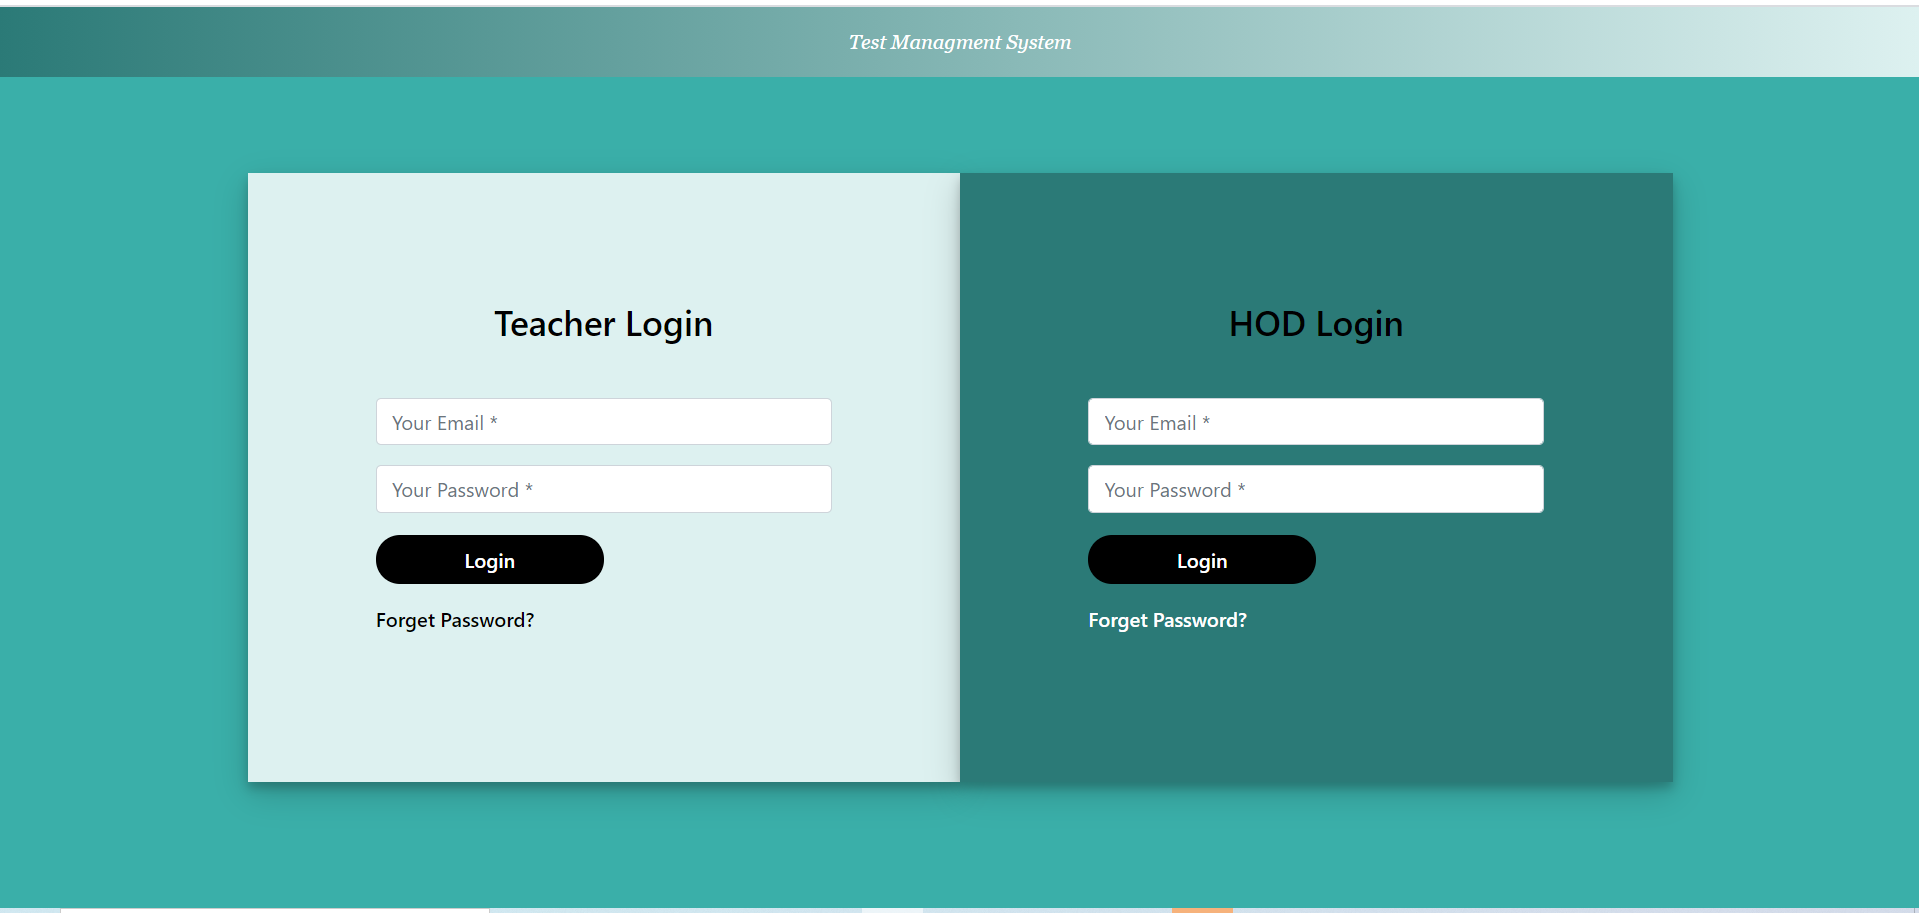 Test Managment System
Teacher Login
Your Email *
Your Password *
Login
Forget Password?
HOD Login
Your Email *
Your Password *
Login
Forget Password?